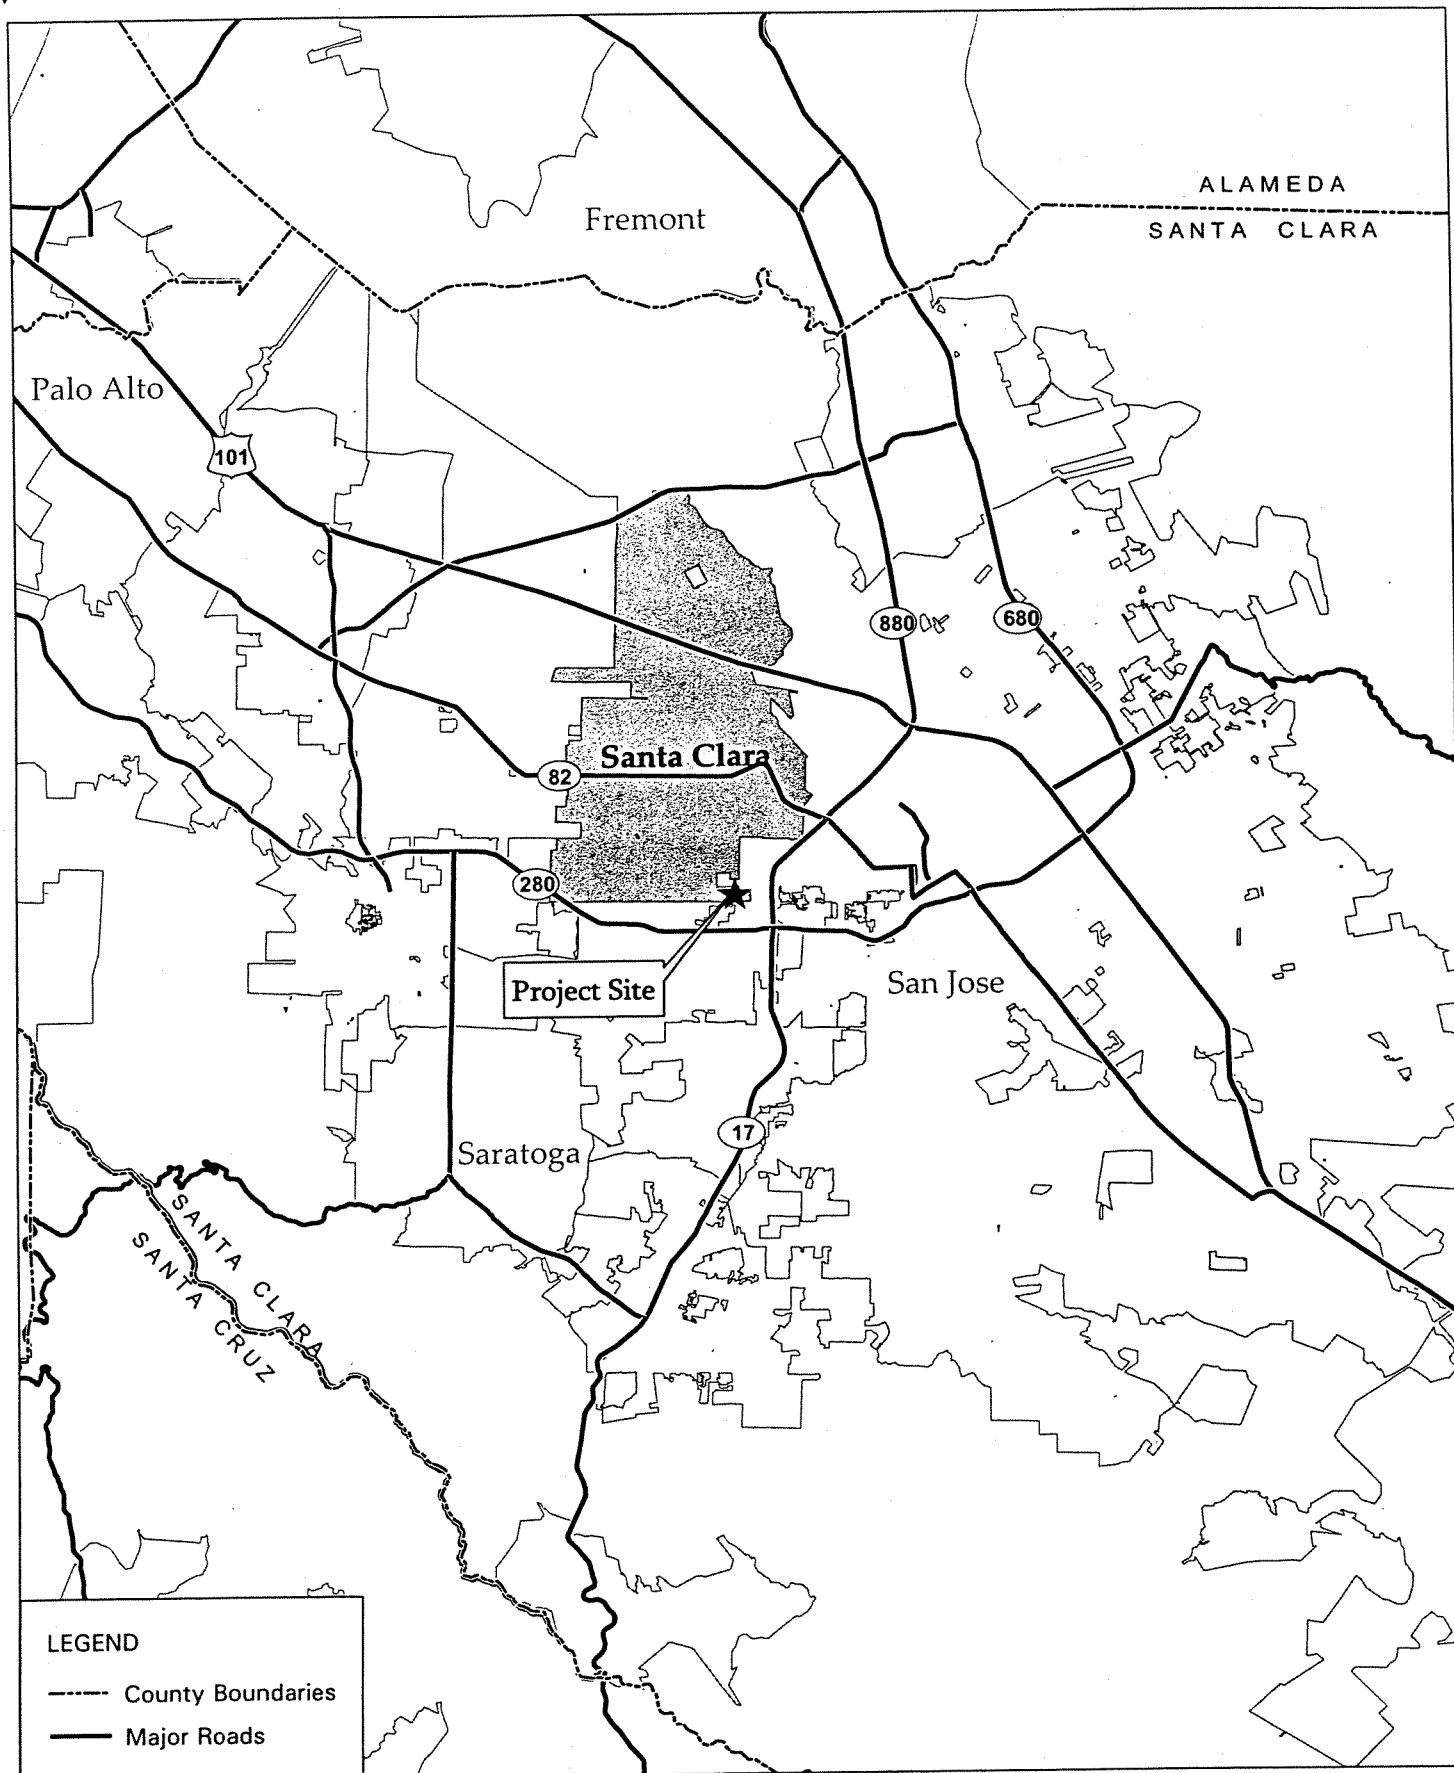 ALAMEDA
SANTA CLARA
Fremont
Palo Alto
101
880
680
Santa Clara
82
280
Project Site
San Jose
17
Saratoga
SANTA CLARA
SANTA CRUZ
LEGEND
County Boundaries
Major Roads